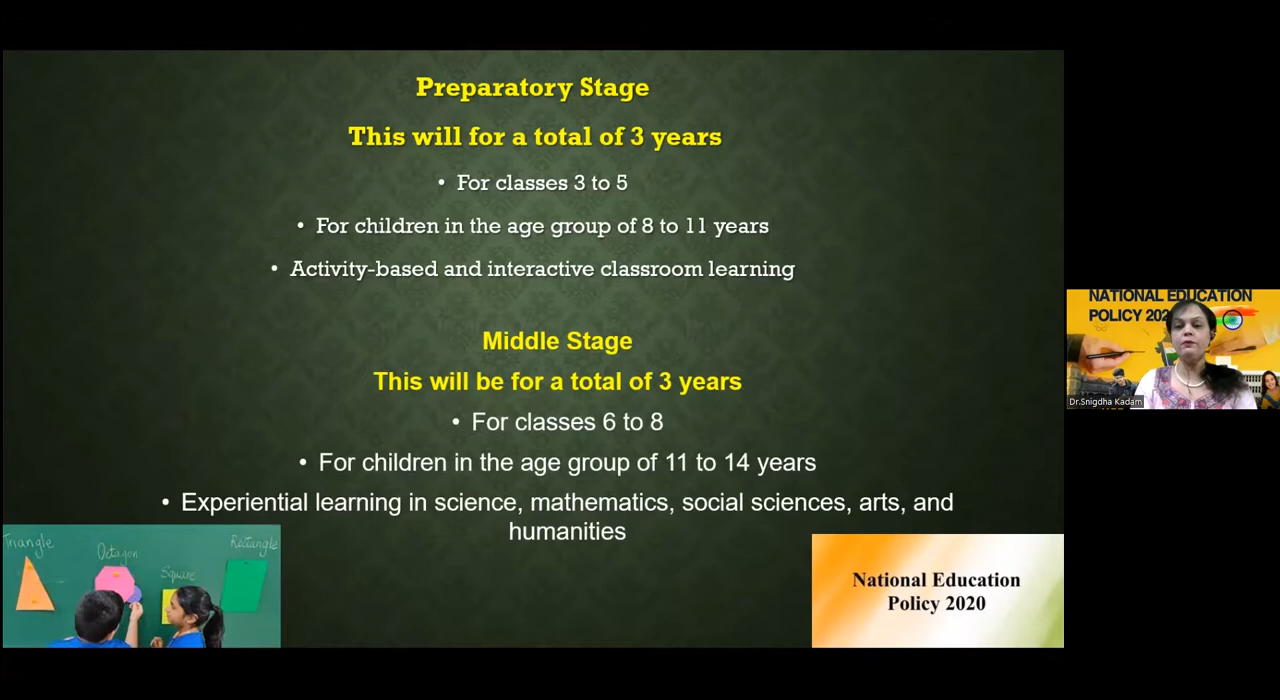 Preparatory Stage
This will for a total of 3 years
• For classes 3 to 5
• For children in the age group of 8 to 11 years
• Activity-based and interactive classroom learning
Middle Stage
This will be for a total of 3 years
• For classes 6 to 8
• For children in the age group of 11 to 14 years
• Experiential learning in science, mathematics, social sciences, arts, and
humanities
Triangle
Octagon
Square
Rectangle
National Education
Policy 2020
NATIONAL EDUCATION
POLICY 202
Dr.Snigdha Kadam